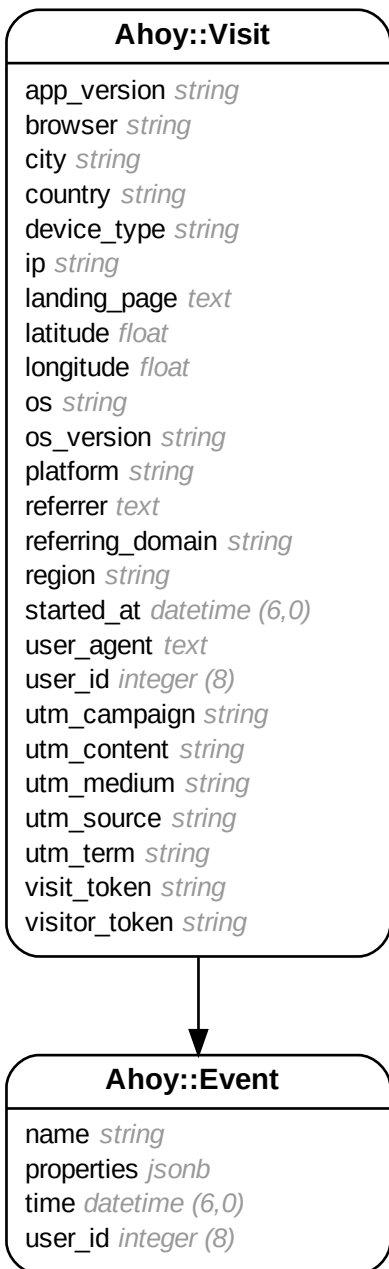 Ahoy::Visit
app_version string
browser string
city string
country string
device_type string
ip string
landing_page text
latitude float
longitude float
os string
os_version string
platform string
referrer text
referring_domain string
region string
started_at datetime (6,0)
user_agent text
user_id integer (8)
utm_campaign string
utm_content string
utm_medium string
utm_source string
utm_term string
visit_token string
visitor_token string
Ahoy::Event
name string
properties jsonb
time datetime (6,0)
user_id integer (8)